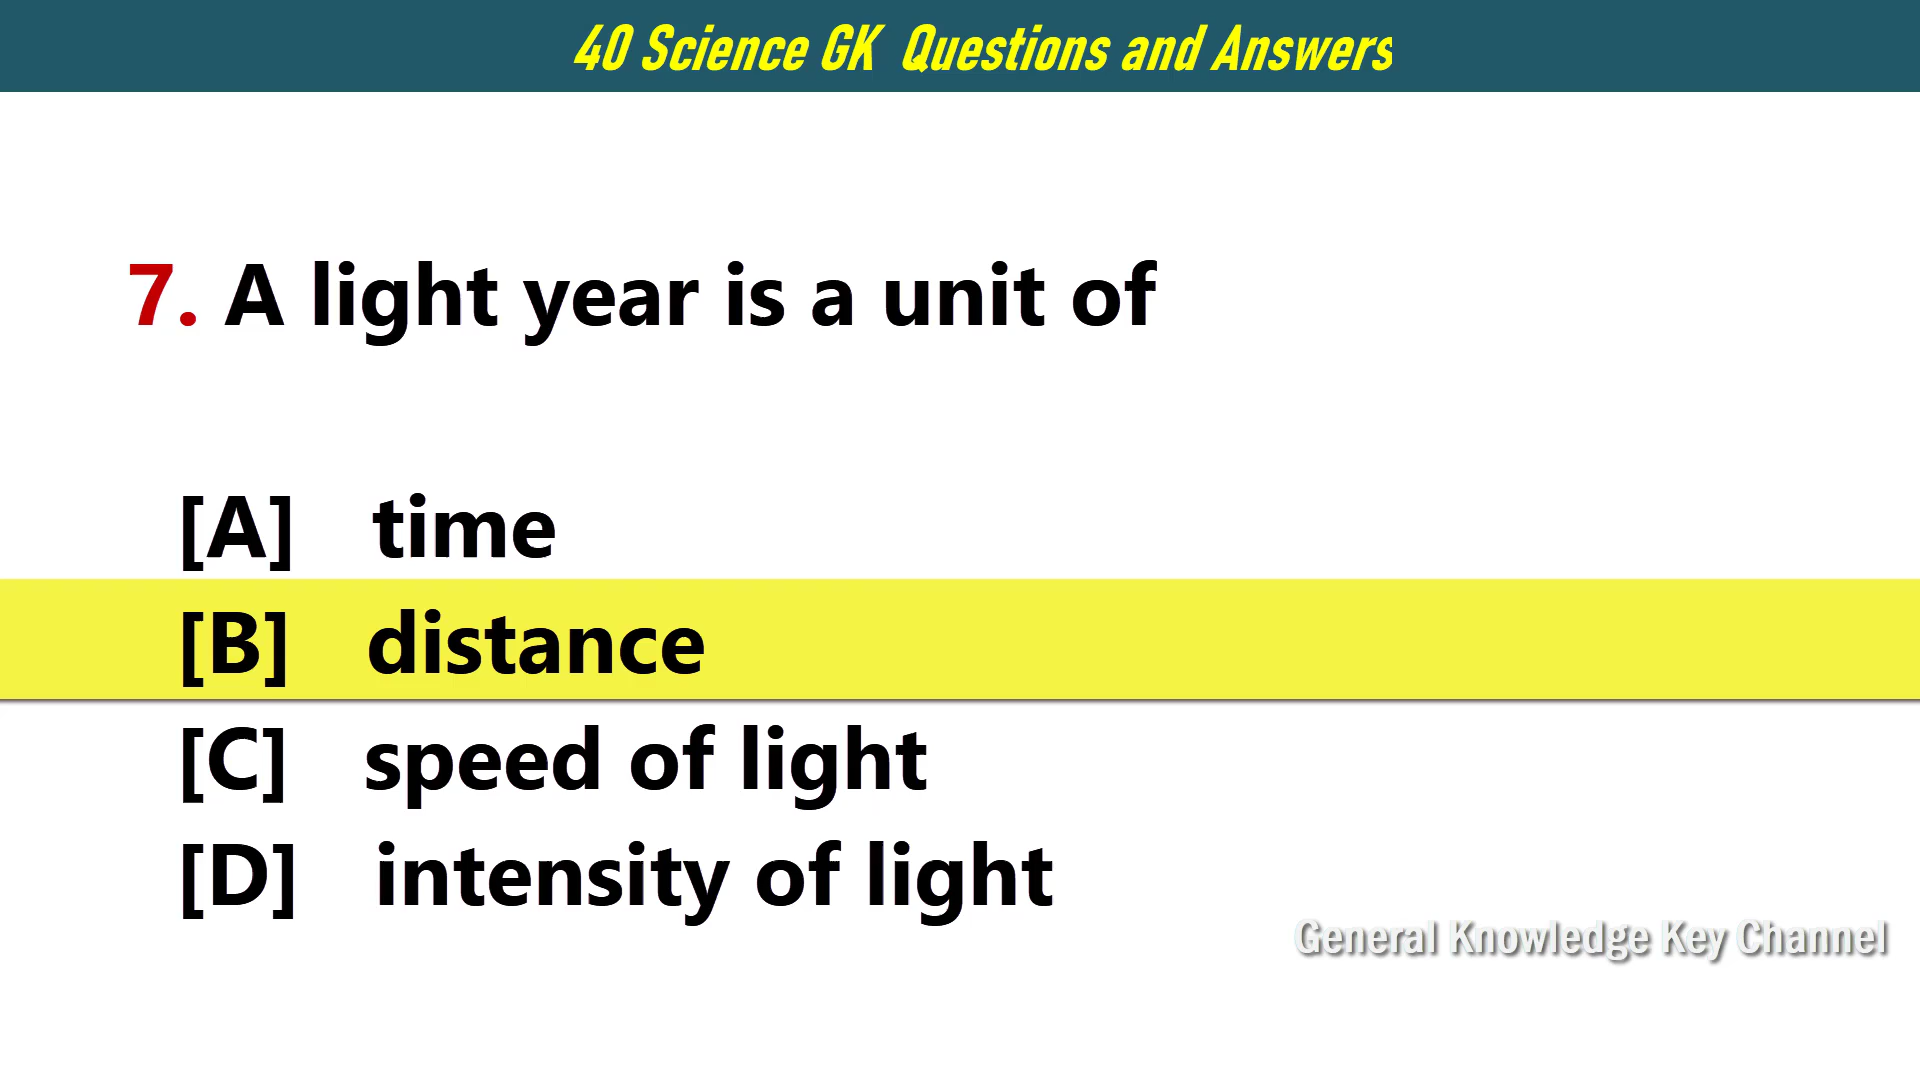 40 Science GK Questions and Answers
7. A light year is a unit of
[A] time
[B] distance
[C] speed of light
[D] intensity of light
General Knowledge Key Channel